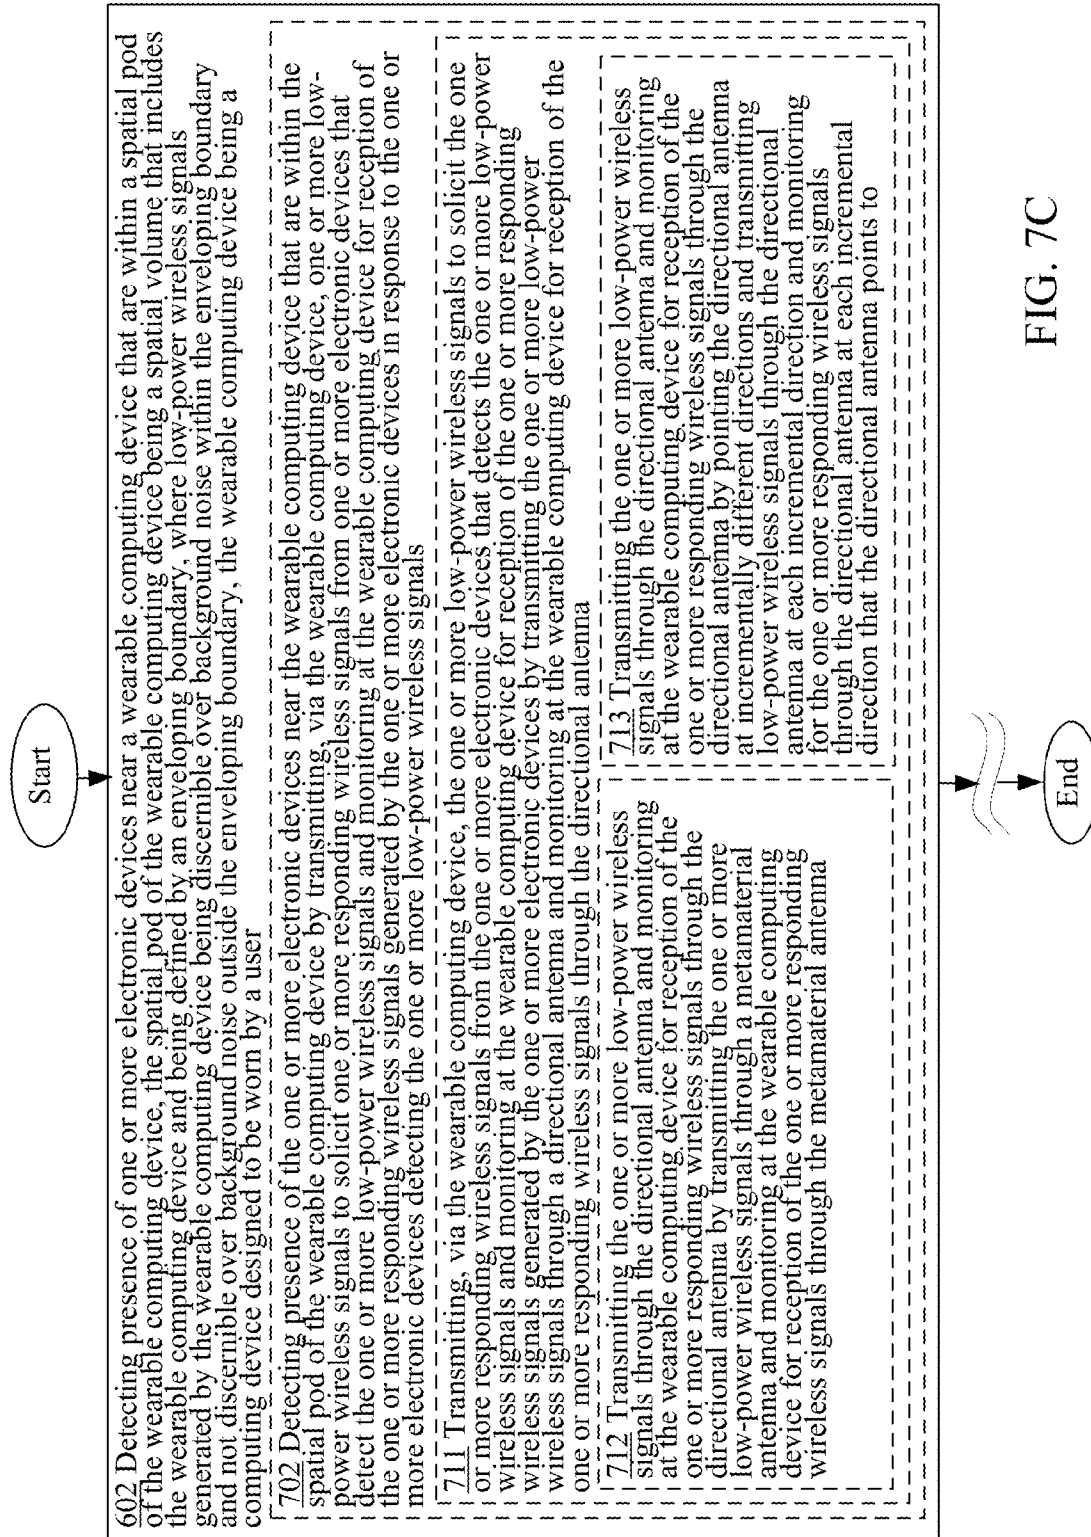 Start
602 Detecting presence of one or more electronic devices near a wearable computing device that are within a spatial pod
of the wearable computing device, the spatial pod of the wearable computing device being a spatial volume that includes
the wearable computing device and being defined by an enveloping boundary, where low-power wireless signals
generated by the wearable computing device being discernible over background noise within the enveloping boundary
and not discernible over background noise outside the enveloping boundary, the wearable computing device being a
computing device designed to be worn by a user
702 Detecting presence of the one or more electronic devices near the wearable computing device that are within the
spatial pod of the wearable computing device by transmitting, via the wearable computing device, one or more low-
power wireless signals to solicit one or more responding wireless signals from one or more electronic devices that
detect the one or more low-power wireless signals and monitoring at the wearable computing device for reception of
the one or more responding wireless signals generated by the one or more electronic devices in response to the one or
more electronic devices detecting the one or more low-power wireless signals
711 Transmitting, via the wearable computing device, the one or more low-power wireless signals to solicit the one
or more responding wireless signals from the one or more electronic devices that detects the one or more low-power
wireless signals and monitoring at the wearable computing device for reception of the one or more responding
wireless signals generated by the one or more electronic devices by transmitting the one or more low-power
wireless signals through a directional antenna and monitoring at the wearable computing device for reception of the
one or more responding wireless signals through the directional antenna
712 Transmitting the one or more low-power wireless
signals through the directional antenna and monitoring
at the wearable computing device for reception of the
one or more responding wireless signals through the
directional antenna by transmitting the one or more
low-power wireless signals through a metamaterial
antenna and monitoring at the wearable computing
device for reception of the one or more responding
wireless signals through the metamaterial antenna
713 Transmitting the one or more low-power wireless
signals through the directional antenna and monitoring
at the wearable computing device for reception of the
one or more responding wireless signals through the
directional antenna by pointing the directional antenna
at incrementally different directions and transmitting
low-power wireless signals through the directional
antenna at each incremental direction and monitoring
for the one or more responding wireless signals
through the directional antenna at each incremental
direction that the directional antenna points to
End
FIG. 7C